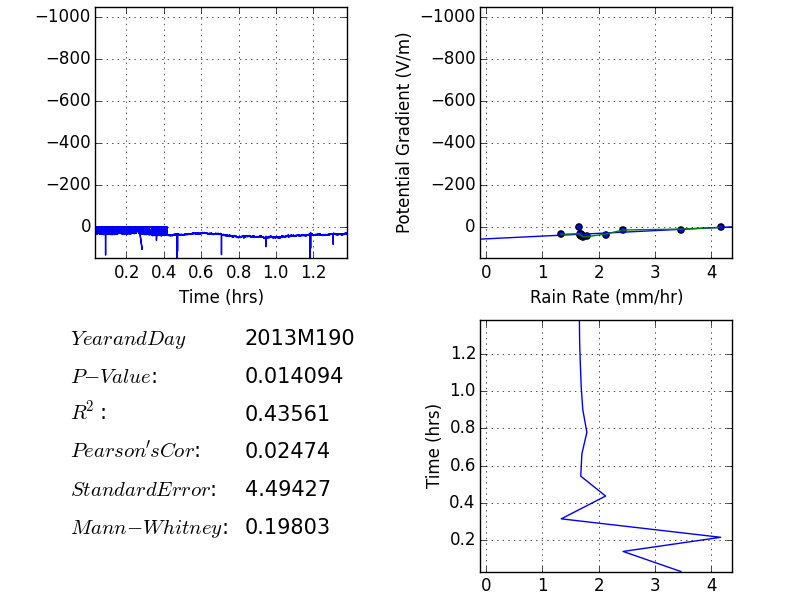 −1000
−800
−600
−400
−200
0
0.2 0.4 0.6 0.8 1.0 1.2
Time (hrs)
Potential Gradient (V/m)
−1000
−800
−600
−400
−200
0
0 1 2 3 4
Rain Rate (mm/hr)
YearandDay 2013M190
P−Value: 0.014094
R²: 0.43561
Pearson'sCor: 0.02474
StandardError: 4.49427
Mann−Whitney: 0.19803
Time (hrs)
1.2
1.0
0.8
0.6
0.4
0.2
0 1 2 3 4